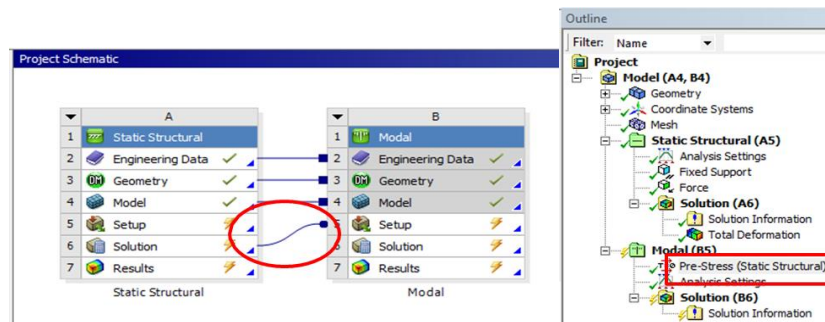 Project Schematic
A
1 Static Structural
2 Engineering Data
3 Geometry
4 Model
5 Setup
6 Solution
7 Results
Static Structural
B
1 Modal
2 Engineering Data
3 Geometry
4 Model
5 Setup
6 Solution
7 Results
Modal
Outline
Filter: Name
Project
Model (A4, B4)
Geometry
Coordinate Systems
Mesh
Static Structural (A5)
Analysis Settings
Fixed Support
Force
Solution (A6)
Solution Information
Total Deformation
Modal (B5)
Pre-Stress (Static Structural)
Analysis Settings
Solution (B6)
Solution Information